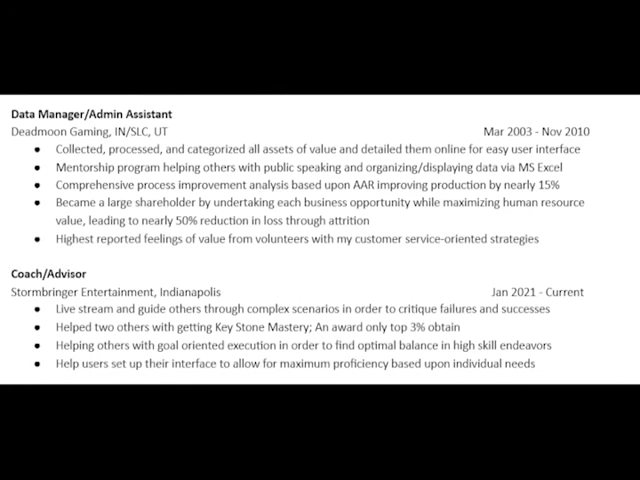 Data Manager/Admin Assistant
Deadmoon Gaming, IN/SLC, UT Mar 2003 - Nov 2010
● Collected, processed, and categorized all assets of value and detailed them online for easy user interface
● Mentorship program helping others with public speaking and organizing/displaying data via MS Excel
● Comprehensive process improvement analysis based upon AAR improving production by nearly 15%
● Became a large shareholder by undertaking each business opportunity while maximizing human resource
value, leading to nearly 50% reduction in loss through attrition
● Highest reported feelings of value from volunteers with my customer service-oriented strategies
Coach/Advisor
Stormbringer Entertainment, Indianapolis Jan 2021 - Current
● Live stream and guide others through complex scenarios in order to critique failures and successes
● Helped two others with getting Key Stone Mastery; An award only top 3% obtain
● Helping others with goal oriented execution in order to find optimal balance in high skill endeavors
● Help users set up their interface to allow for maximum proficiency based upon individual needs